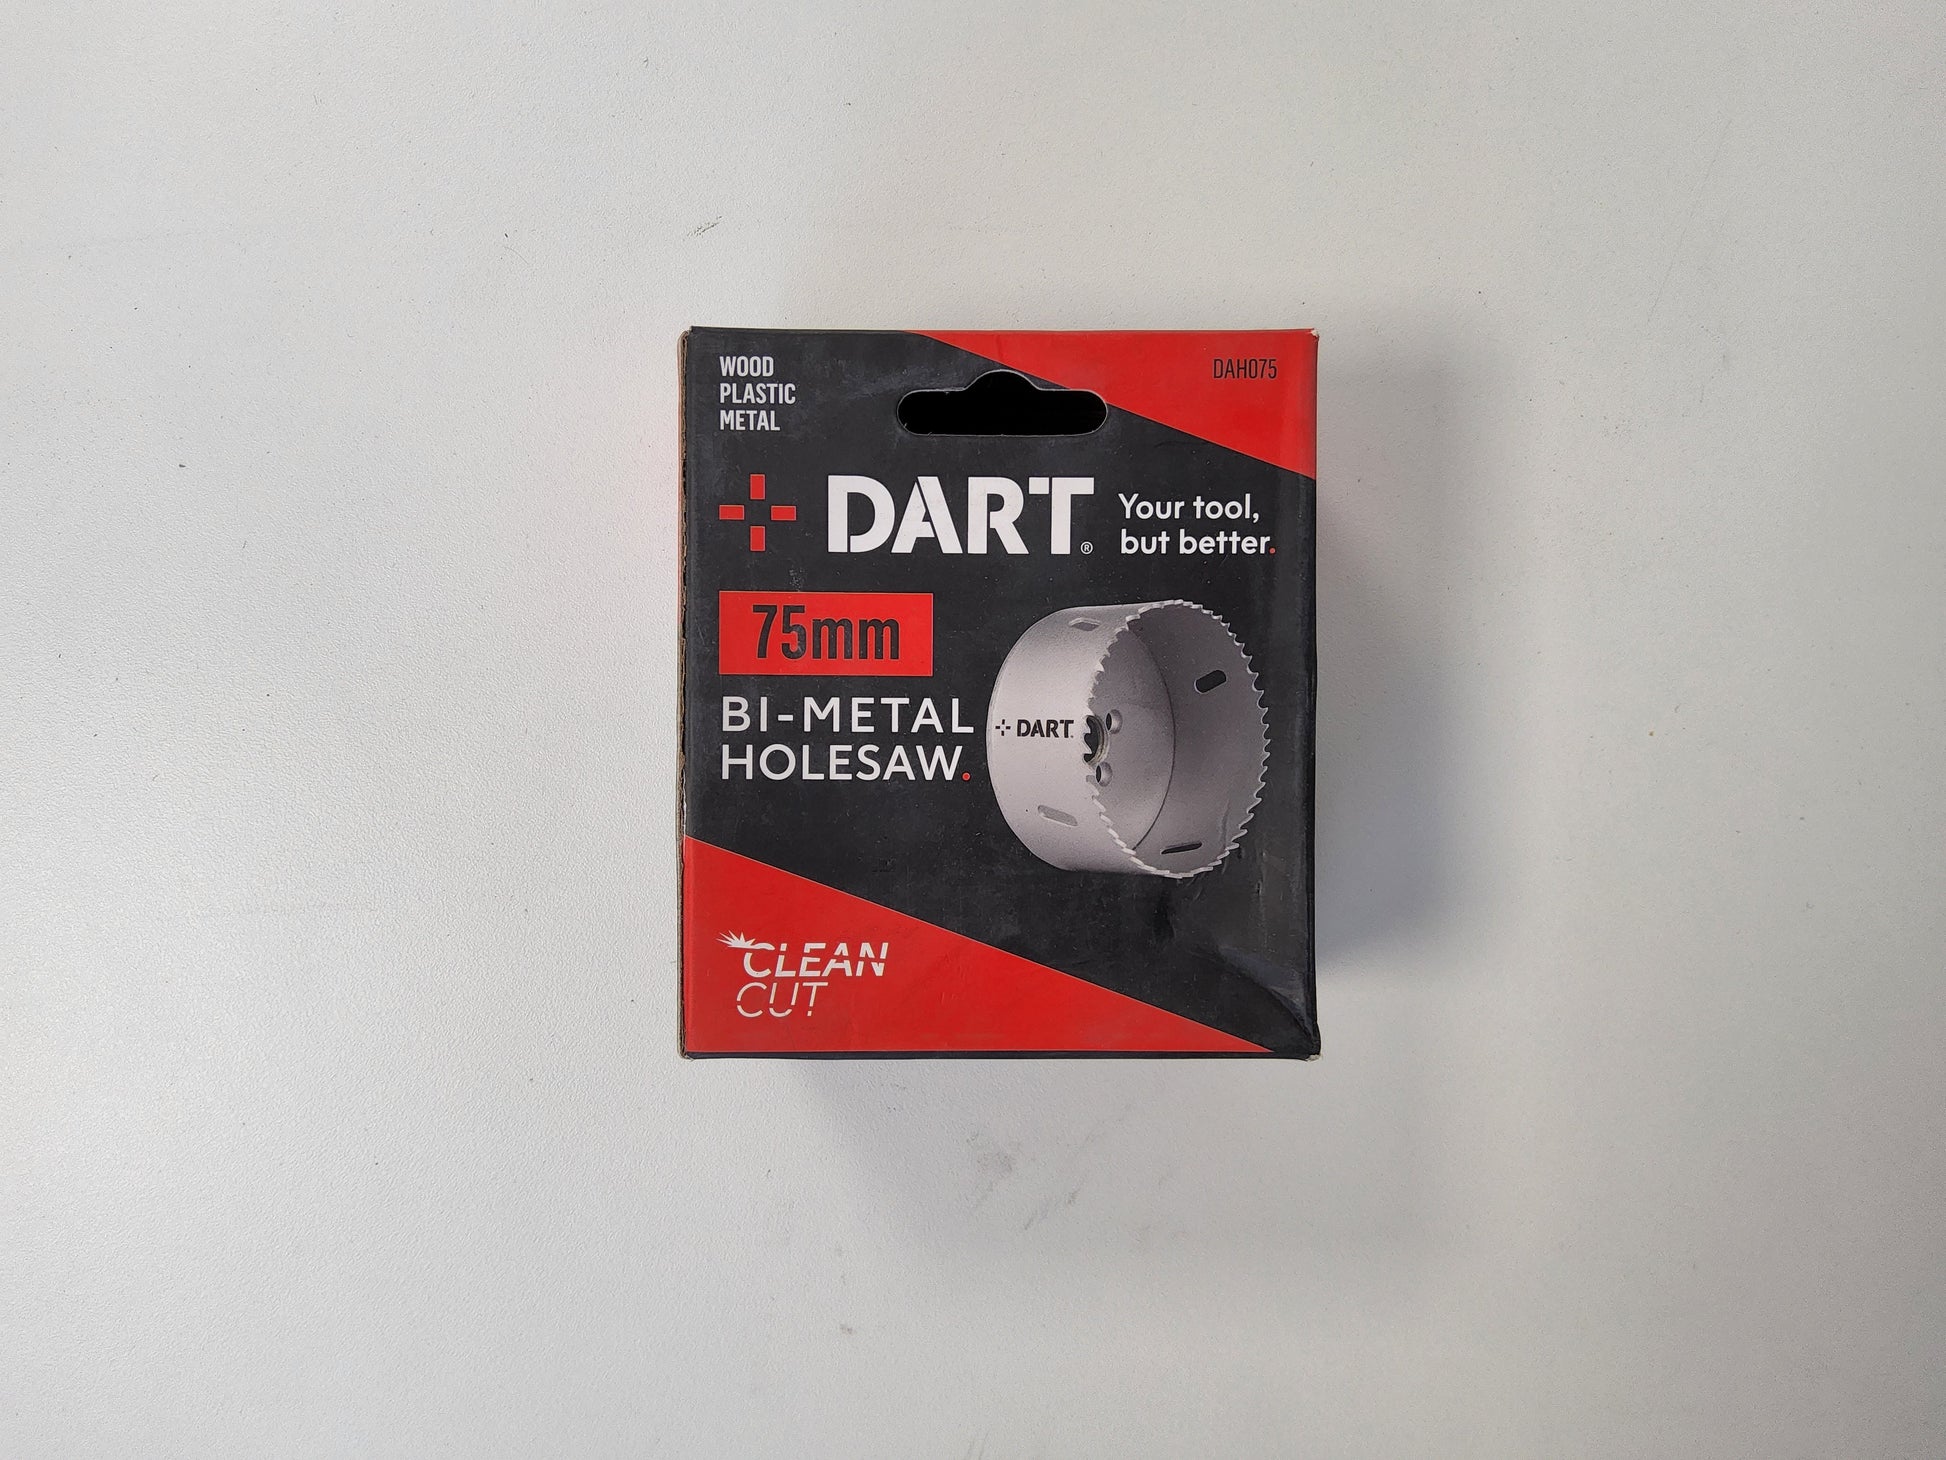 WOOD
PLASTIC
METAL
DAH075
DART®
Your tool,
but better.
75mm
BI-METAL
HOLESAW.
DART
CLEAN
CUT